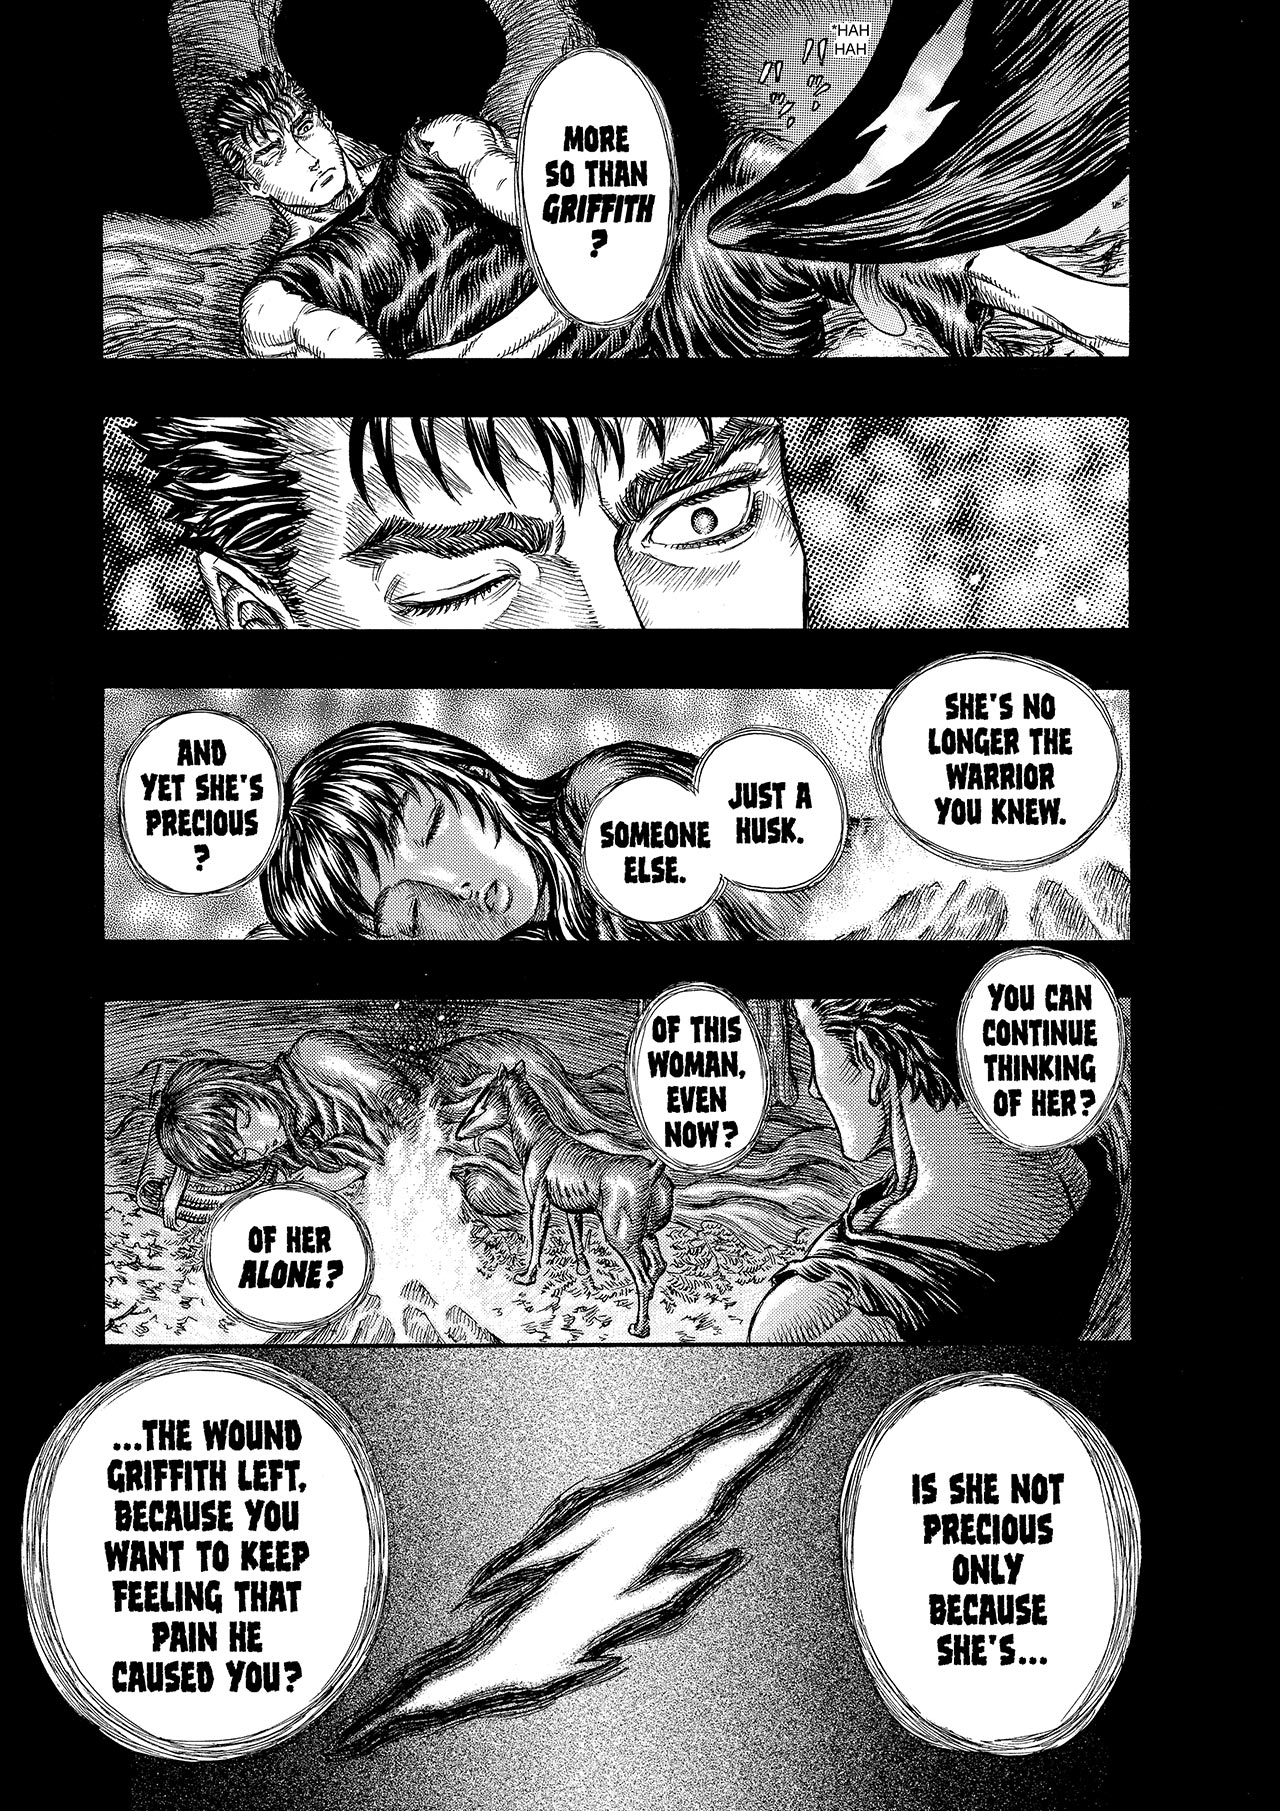 *HAH
HAH
MORE
SO THAN
GRIFFITH
?
SHE'S NO
LONGER THE
WARRIOR
YOU KNEW.
JUST A
HUSK.
SOMEONE
ELSE.
AND
YET SHE'S
PRECIOUS
?
YOU CAN
CONTINUE
THINKING
OF HER?
OF THIS
WOMAN,
EVEN
NOW?
OF HER
ALONE?
IS SHE NOT
PRECIOUS
ONLY
BECAUSE
SHE'S...
...THE WOUND
GRIFFITH LEFT,
BECAUSE YOU
WANT TO KEEP
FEELING THAT
PAIN HE
CAUSED YOU?